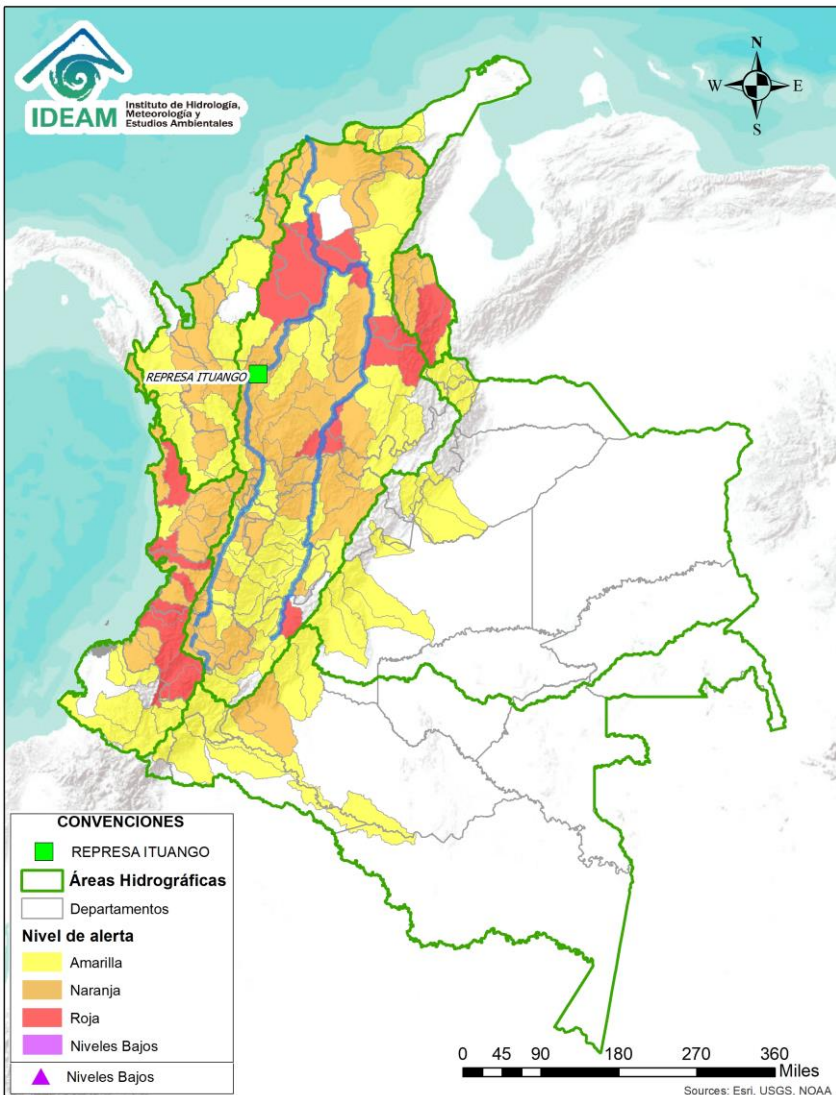 IDEAM
Instituto de Hidrología,
Meteorología y
Estudios Ambientales
N
W
E
S
REPRESA ITUANGO
CONVENCIONES
REPRESA ITUANGO
Áreas Hidrográficas
Departamentos
Nivel de alerta
Amarilla
Naranja
Roja
Niveles Bajos
Niveles Bajos
0 45 90 180 270 360
Miles
Sources: Esri, USGS, NOAA